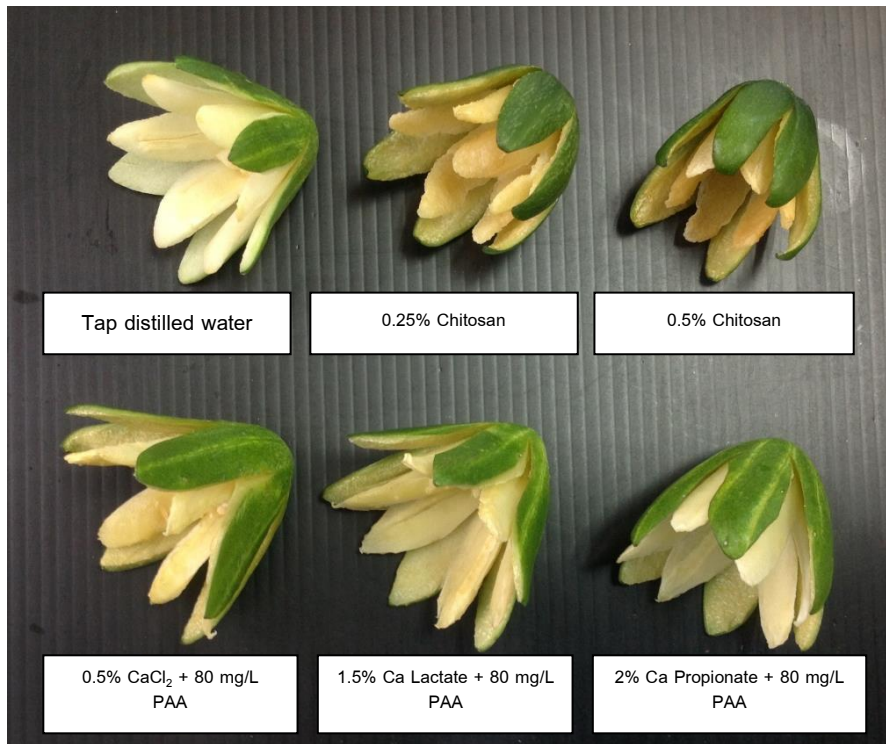 Tap distilled water
0.25% Chitosan
0.5% Chitosan
0.5% CaCl₂ + 80 mg/L
PAA
1.5% Ca Lactate + 80 mg/L
PAA
2% Ca Propionate + 80 mg/L
PAA